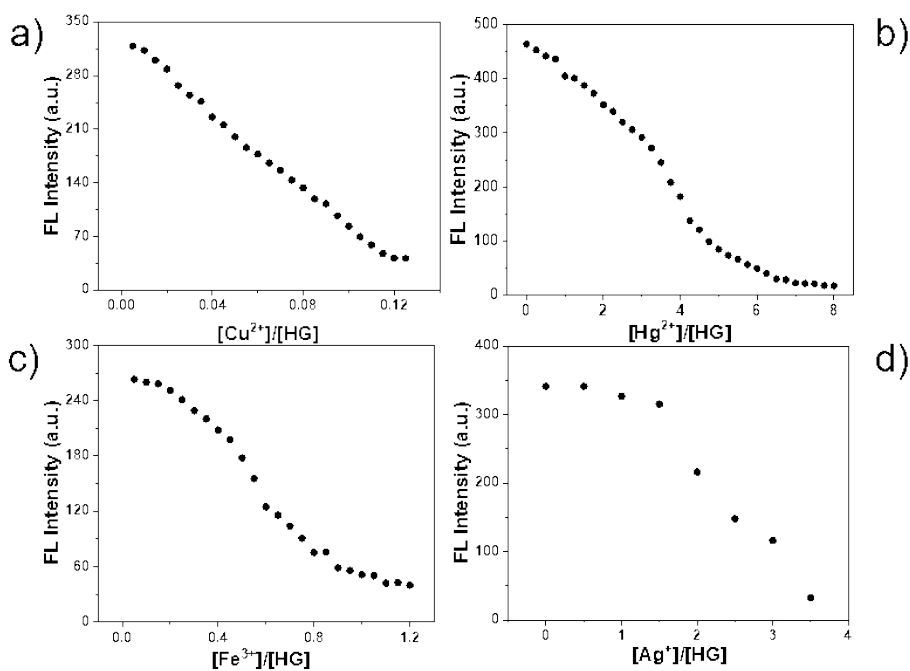 a)
FL Intensity (a.u.)
350
280
210
140
70
0
0.00 0.04 0.08 0.12
[Cu²⁺]/[HG]
b)
FL Intensity (a.u.)
500
400
300
200
100
0
0 2 4 6 8
[Hg²⁺]/[HG]
c)
FL Intensity (a.u.)
300
240
180
120
60
0
0.0 0.4 0.8 1.2
[Fe³⁺]/[HG]
d)
FL Intensity (a.u.)
400
300
200
100
0
0 1 2 3 4
[Ag⁺]/[HG]